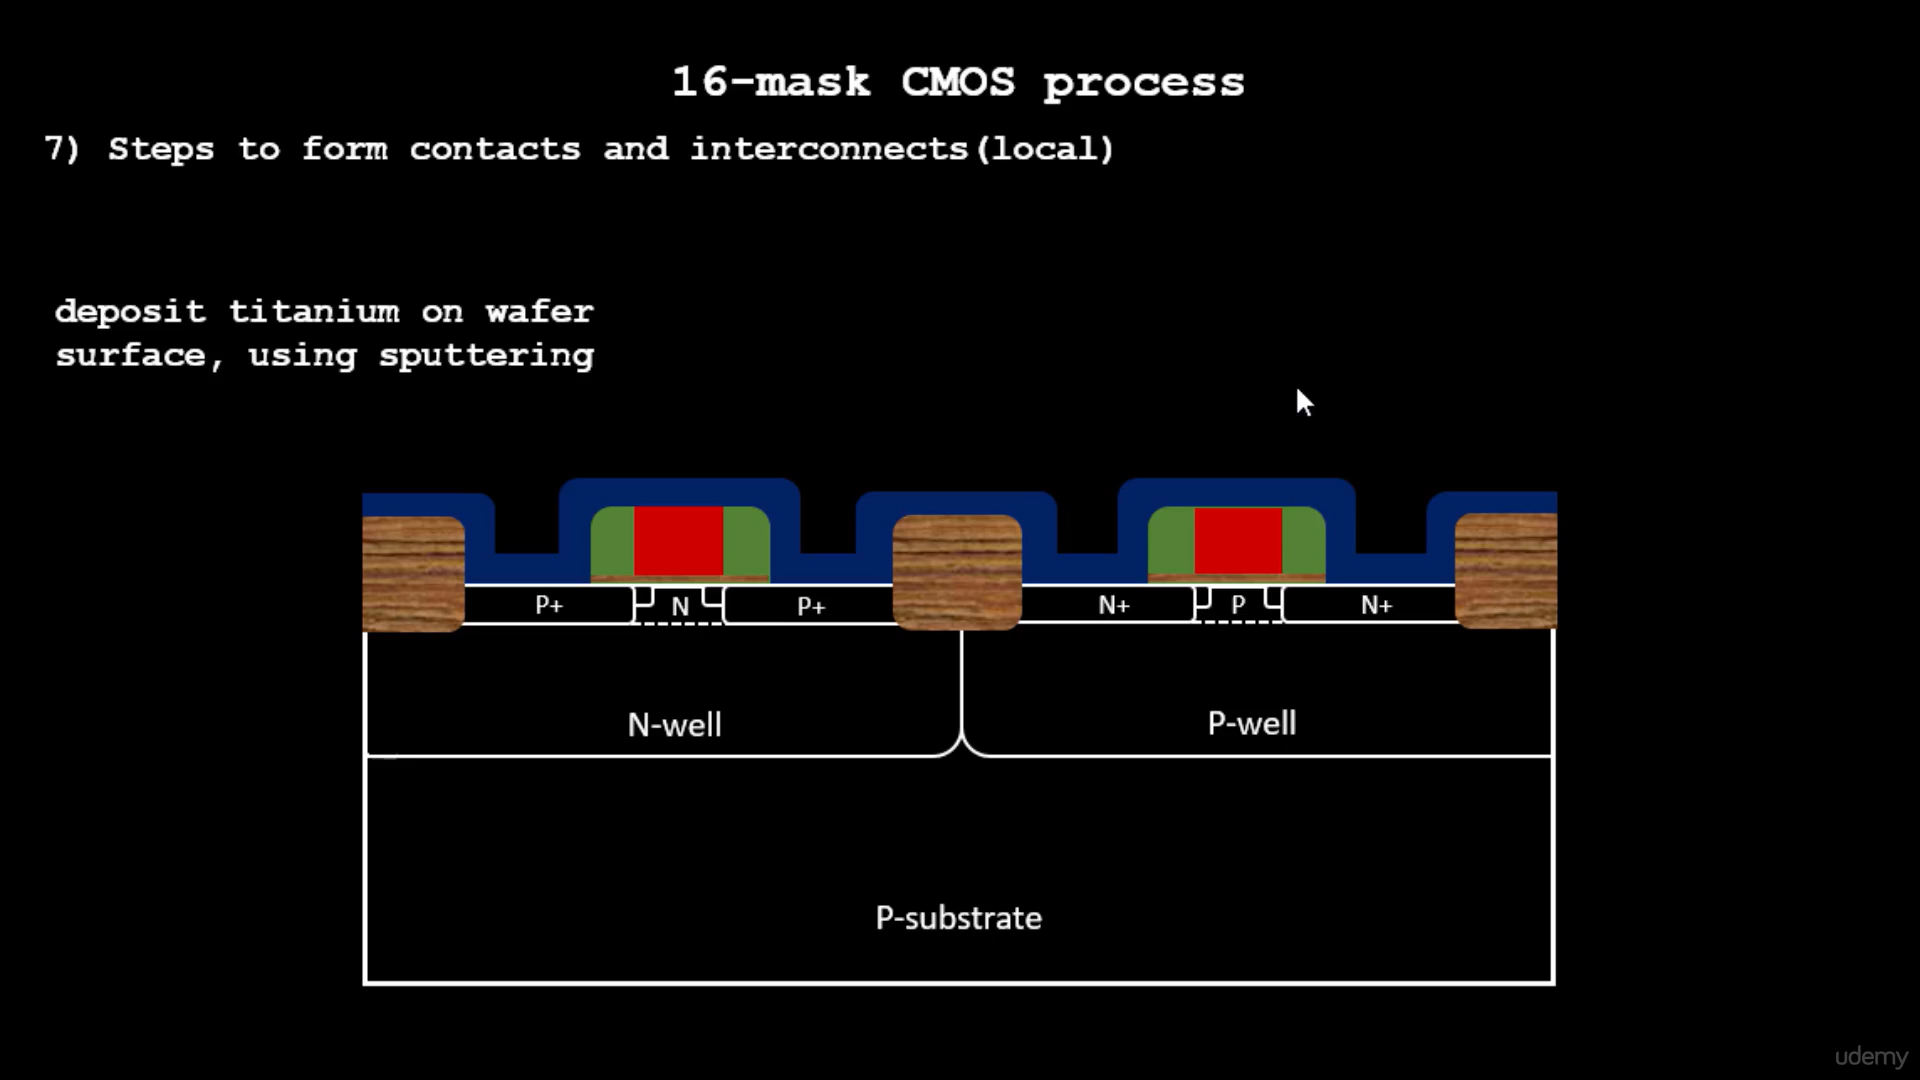 16-mask CMOS process
7) Steps to form contacts and interconnects(local)
deposit titanium on wafer
surface, using sputtering
P+ N P+ N+ P N+
N-well P-well
P-substrate
udemy